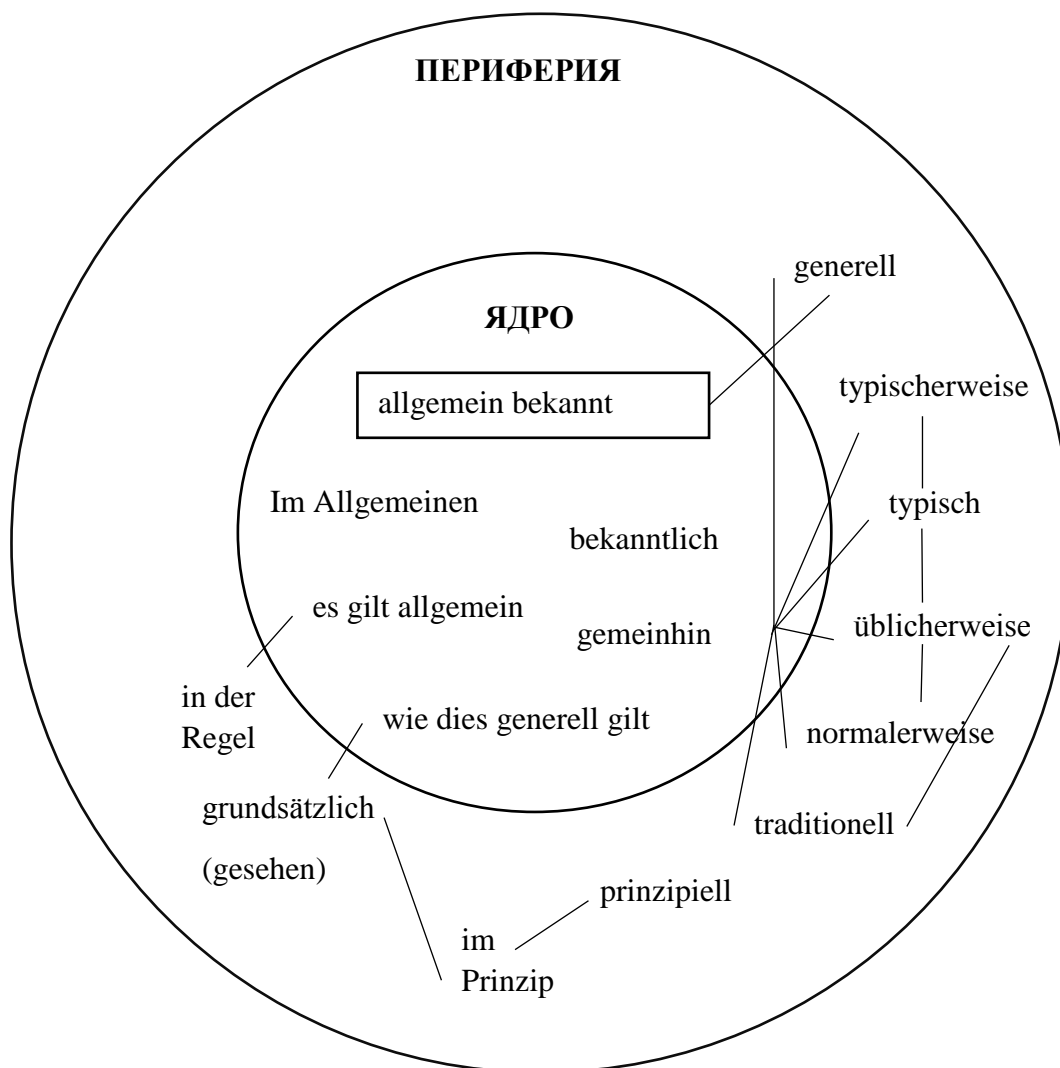 ПЕРИФЕРИЯ
generell
ЯДРО
allgemein bekannt
typischerweise
Im Allgemeinen
typisch
bekanntlich
es gilt allgemein
gemeinhin
üblicherweise
in der
Regel
wie dies generell gilt
normalerweise
grundsätzlich
(gesehen)
traditionell
prinzipiell
im
Prinzip